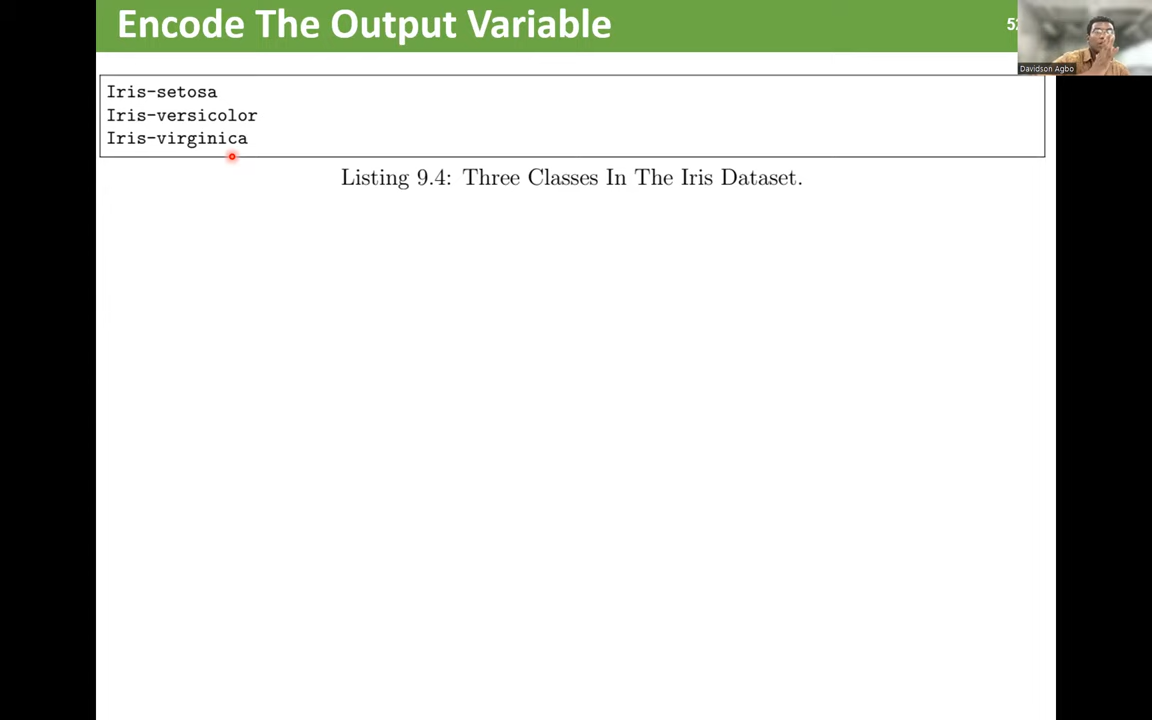 Encode The Output Variable
52
Davidson Agbo
Iris-setosa
Iris-versicolor
Iris-virginica
Listing 9.4: Three Classes In The Iris Dataset.